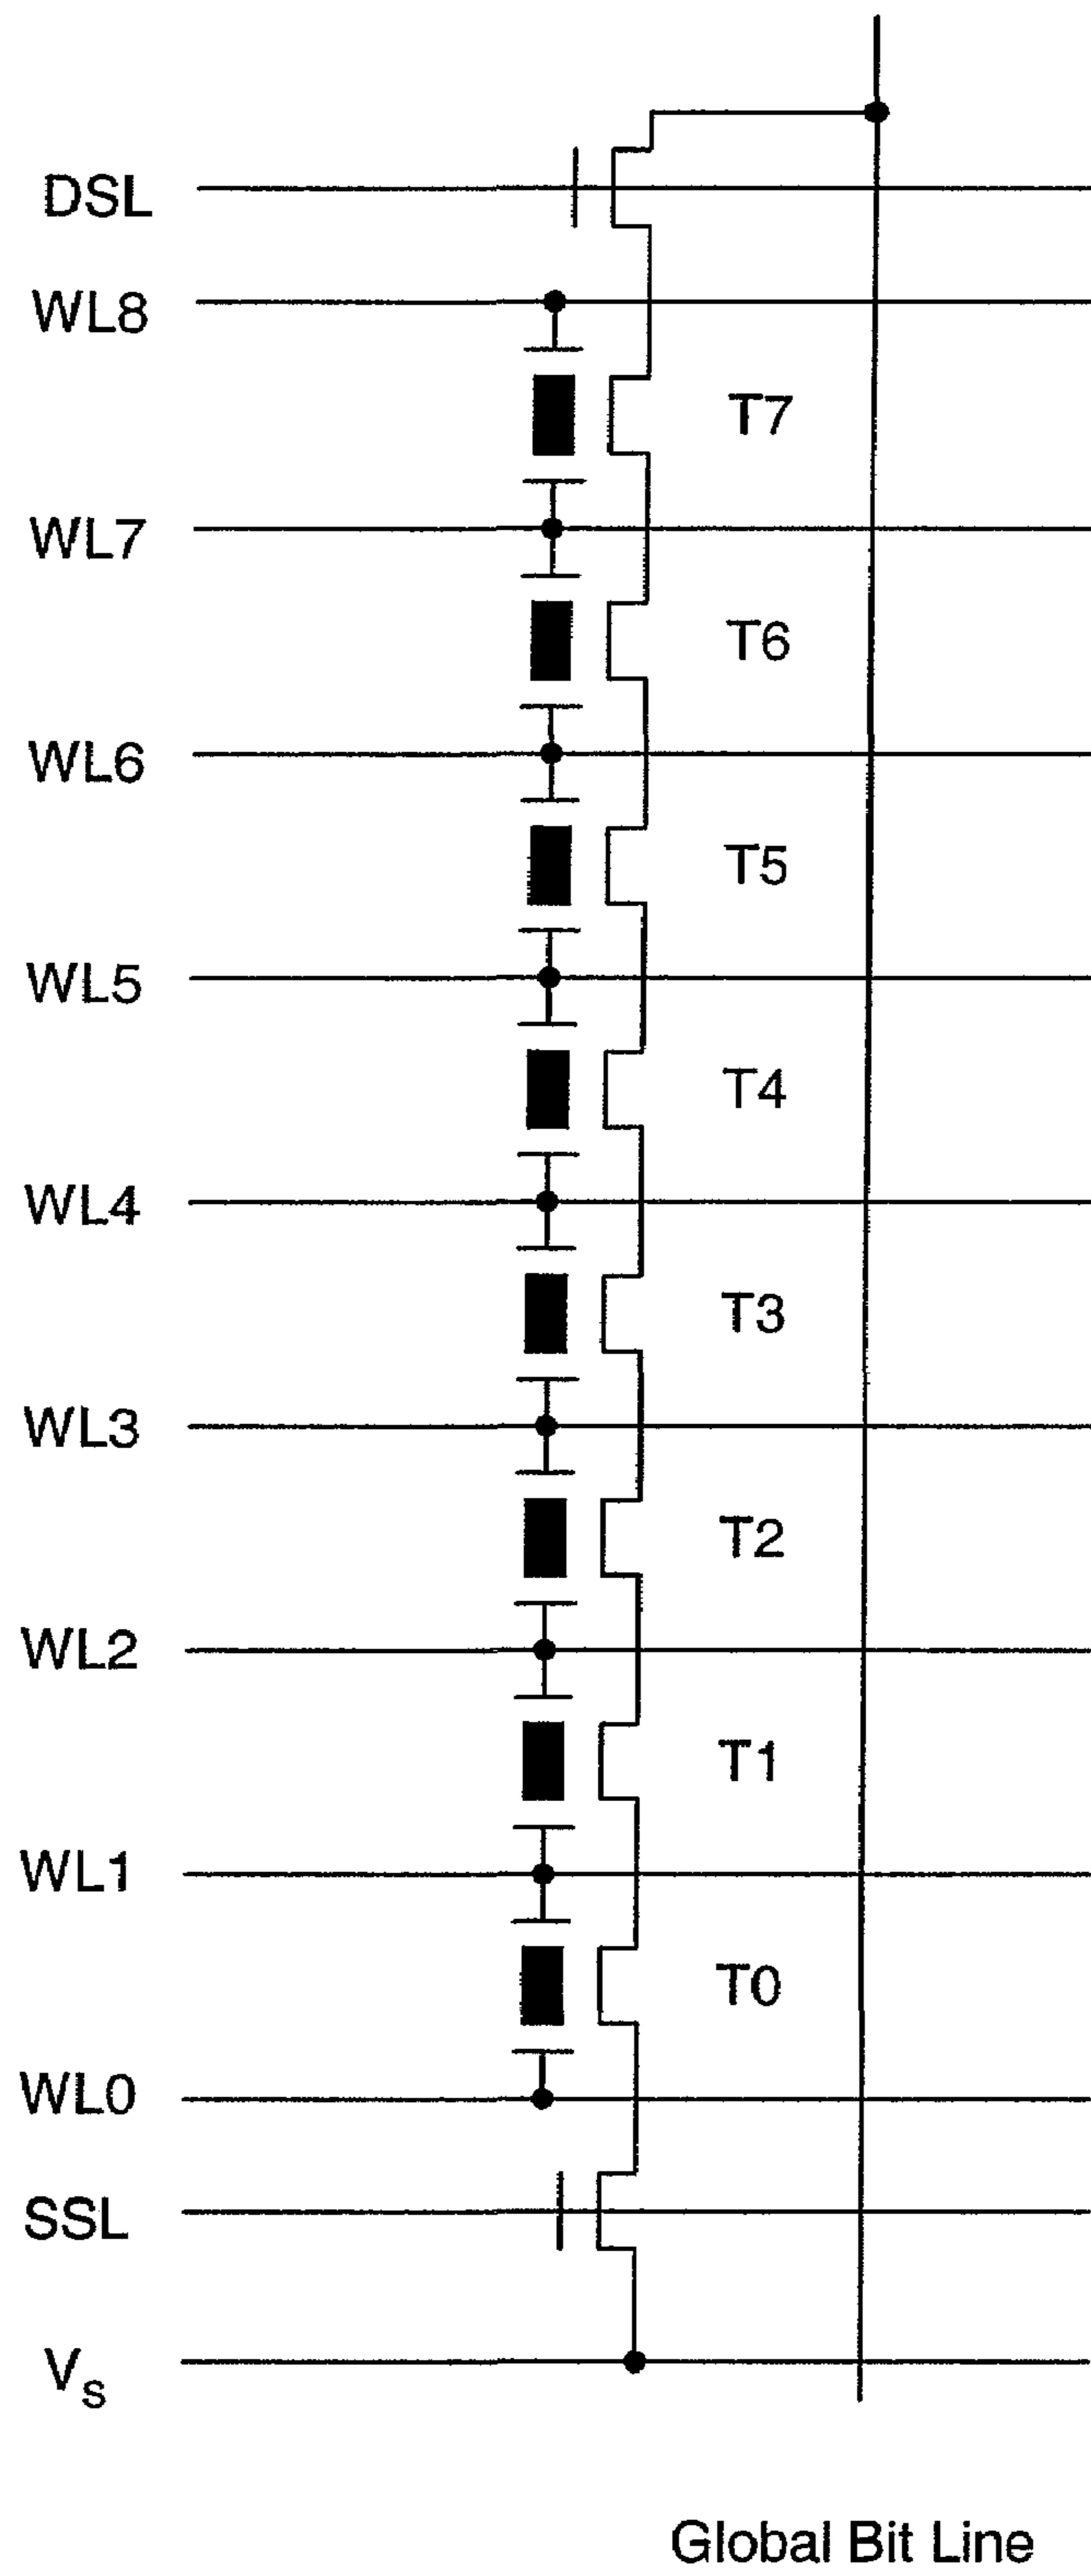 DSL
WL8
T7
WL7
T6
WL6
T5
WL5
T4
WL4
T3
WL3
T2
WL2
T1
WL1
T0
WL0
SSL
Vs
Global Bit Line